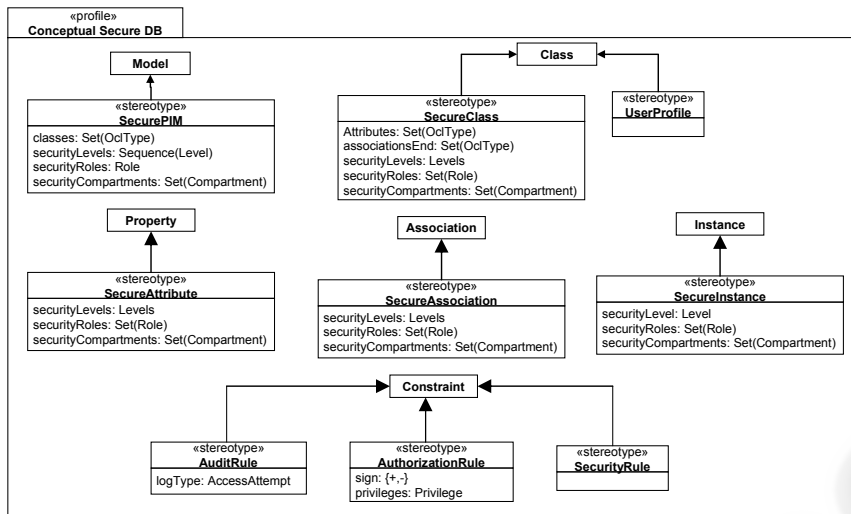 «profile»
Conceptual Secure DB
Model
«stereotype»
SecurePIM
classes: Set(OclType)
securityLevels: Sequence(Level)
securityRoles: Role
securityCompartments: Set(Compartment)
Class
«stereotype»
SecureClass
Attributes: Set(OclType)
associationsEnd: Set(OclType)
securityLevels: Levels
securityRoles: Set(Role)
securityCompartments: Set(Compartment)
«stereotype»
UserProfile
Property
«stereotype»
SecureAttribute
securityLevels: Levels
securityRoles: Set(Role)
securityCompartments: Set(Compartment)
Association
«stereotype»
SecureAssociation
securityLevels: Levels
securityRoles: Set(Role)
securityCompartments: Set(Compartment)
Instance
«stereotype»
SecureInstance
securityLevel: Level
securityRoles: Set(Role)
securityCompartments: Set(Compartment)
Constraint
«stereotype»
AuditRule
logType: AccessAttempt
«stereotype»
AuthorizationRule
sign: {+,-}
privileges: Privilege
«stereotype»
SecurityRule